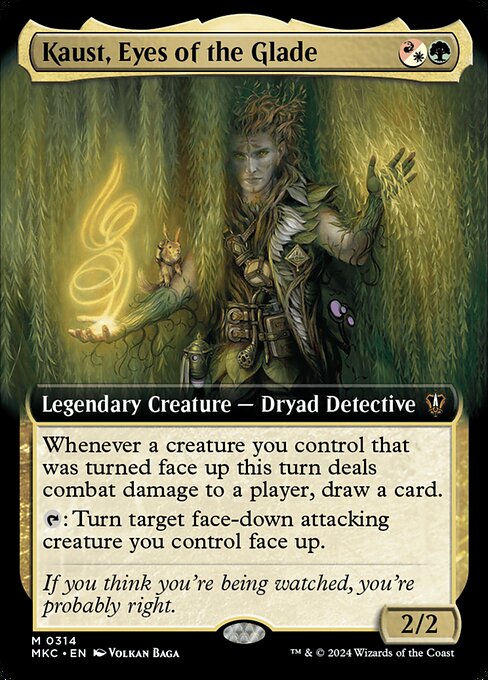 Kaust, Eyes of the Glade
Legendary Creature — Dryad Detective
Whenever a creature you control that
was turned face up this turn deals
combat damage to a player, draw a card.
: Turn target face-down attacking
creature you control face up.
If you think you're being watched, you're
probably right.
2/2
M 0314
MKC • EN VOLKAN BAGA
™ & © 2024 Wizards of the Coast